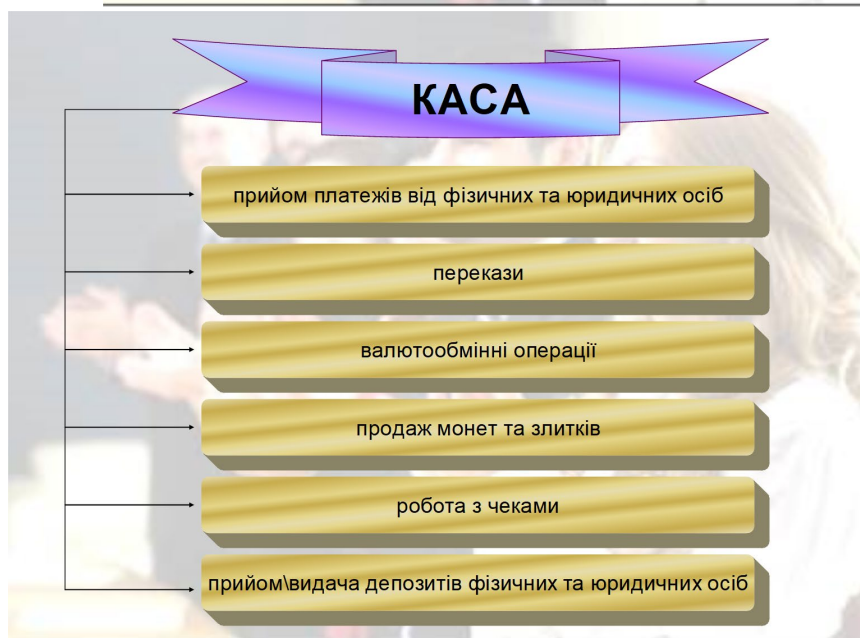 КАСА
прийом платежів від фізичних та юридичних осіб
перекази
валютообмінні операції
продаж монет та злитків
робота з чеками
прийом\видача депозитів фізичних та юридичних осіб